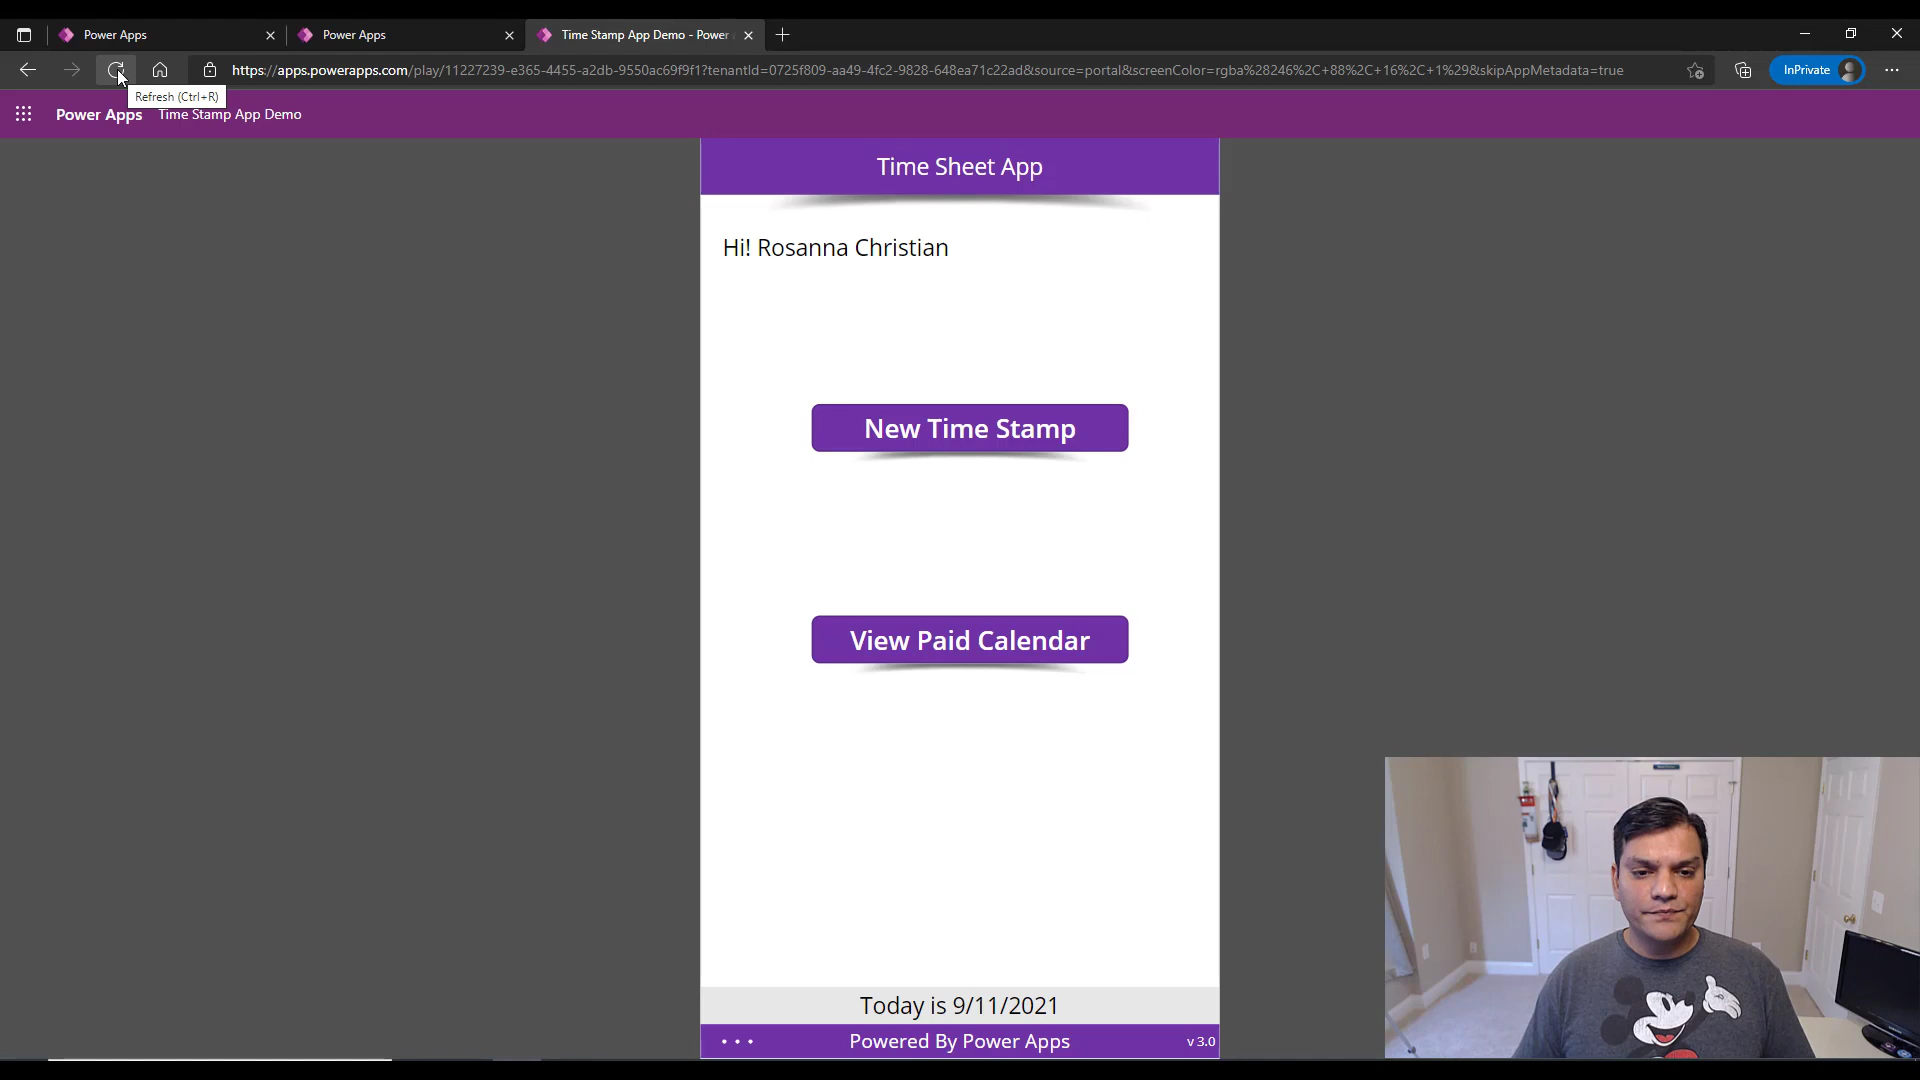 Power Apps
Power Apps
Time Stamp App Demo - Power
https://apps.powerapps.com/play/11227239-e365-4455-a2db-9550ac69f9f1?tenantId=0725f809-aa49-4fc2-9828-648ea71c22ad&source=portal&screenColor=rgba%28246%2C+88%2C+16%2C+1%29&skipAppMetadata=true
InPrivate
Refresh (Ctrl+R)
Power Apps Time Stamp App Demo
Time Sheet App
Hi! Rosanna Christian
New Time Stamp
View Paid Calendar
Today is 9/11/2021
Powered By Power Apps
v 3.0